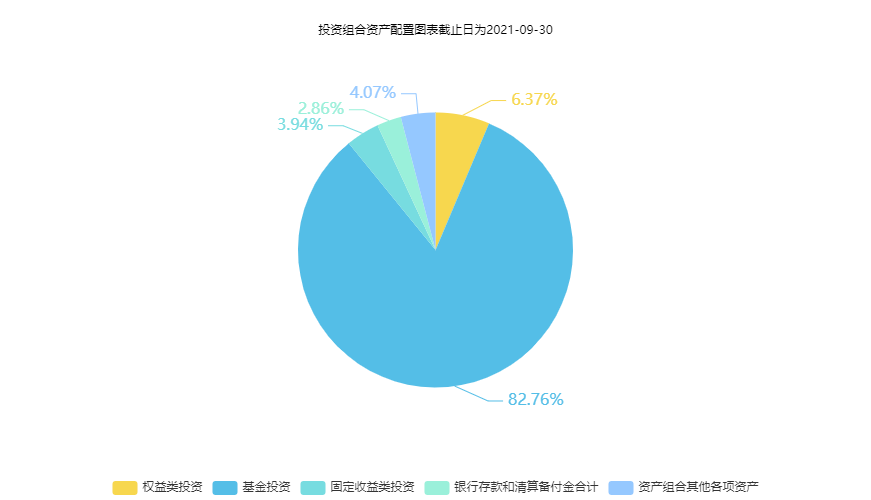 投资组合资产配置图表截止日为2021-09-30
4.07%
6.37%
2.86%
3.94%
82.76%
权益类投资
基金投资
固定收益类投资
银行存款和清算备付金合计
资产组合其他各项资产